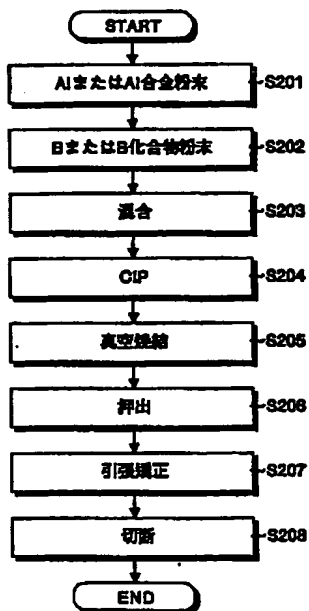 START
AlまたはAl合金粉末 S201
BまたはB化合物粉末 S202
混合 S203
CIP S204
真空焼結 S205
押出 S206
引張矯正 S207
切断 S208
END